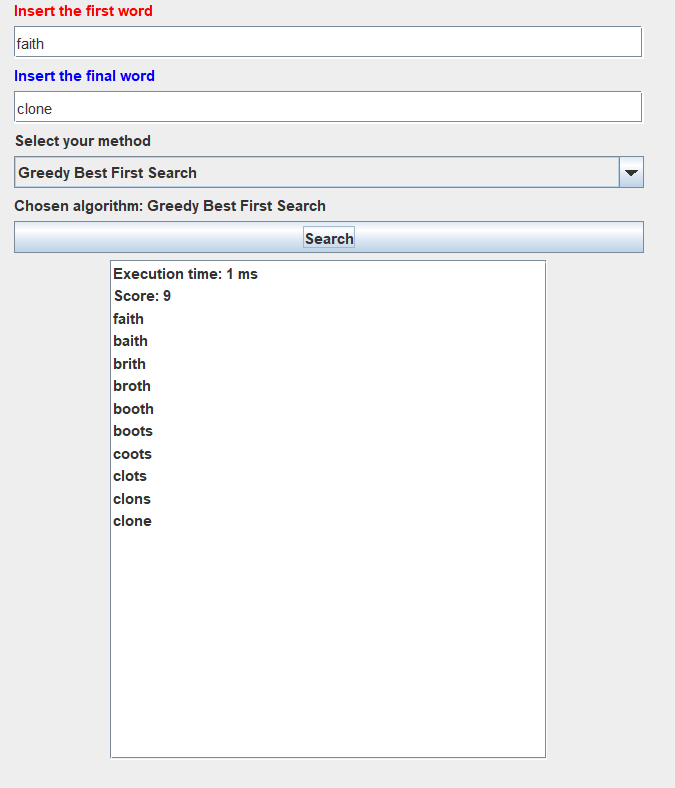 Insert the first word
faith
Insert the final word
clone
Select your method
Greedy Best First Search
Chosen algorithm: Greedy Best First Search
Search
Execution time: 1 ms
Score: 9
faith
baith
brith
broth
booth
boots
coots
clots
clons
clone